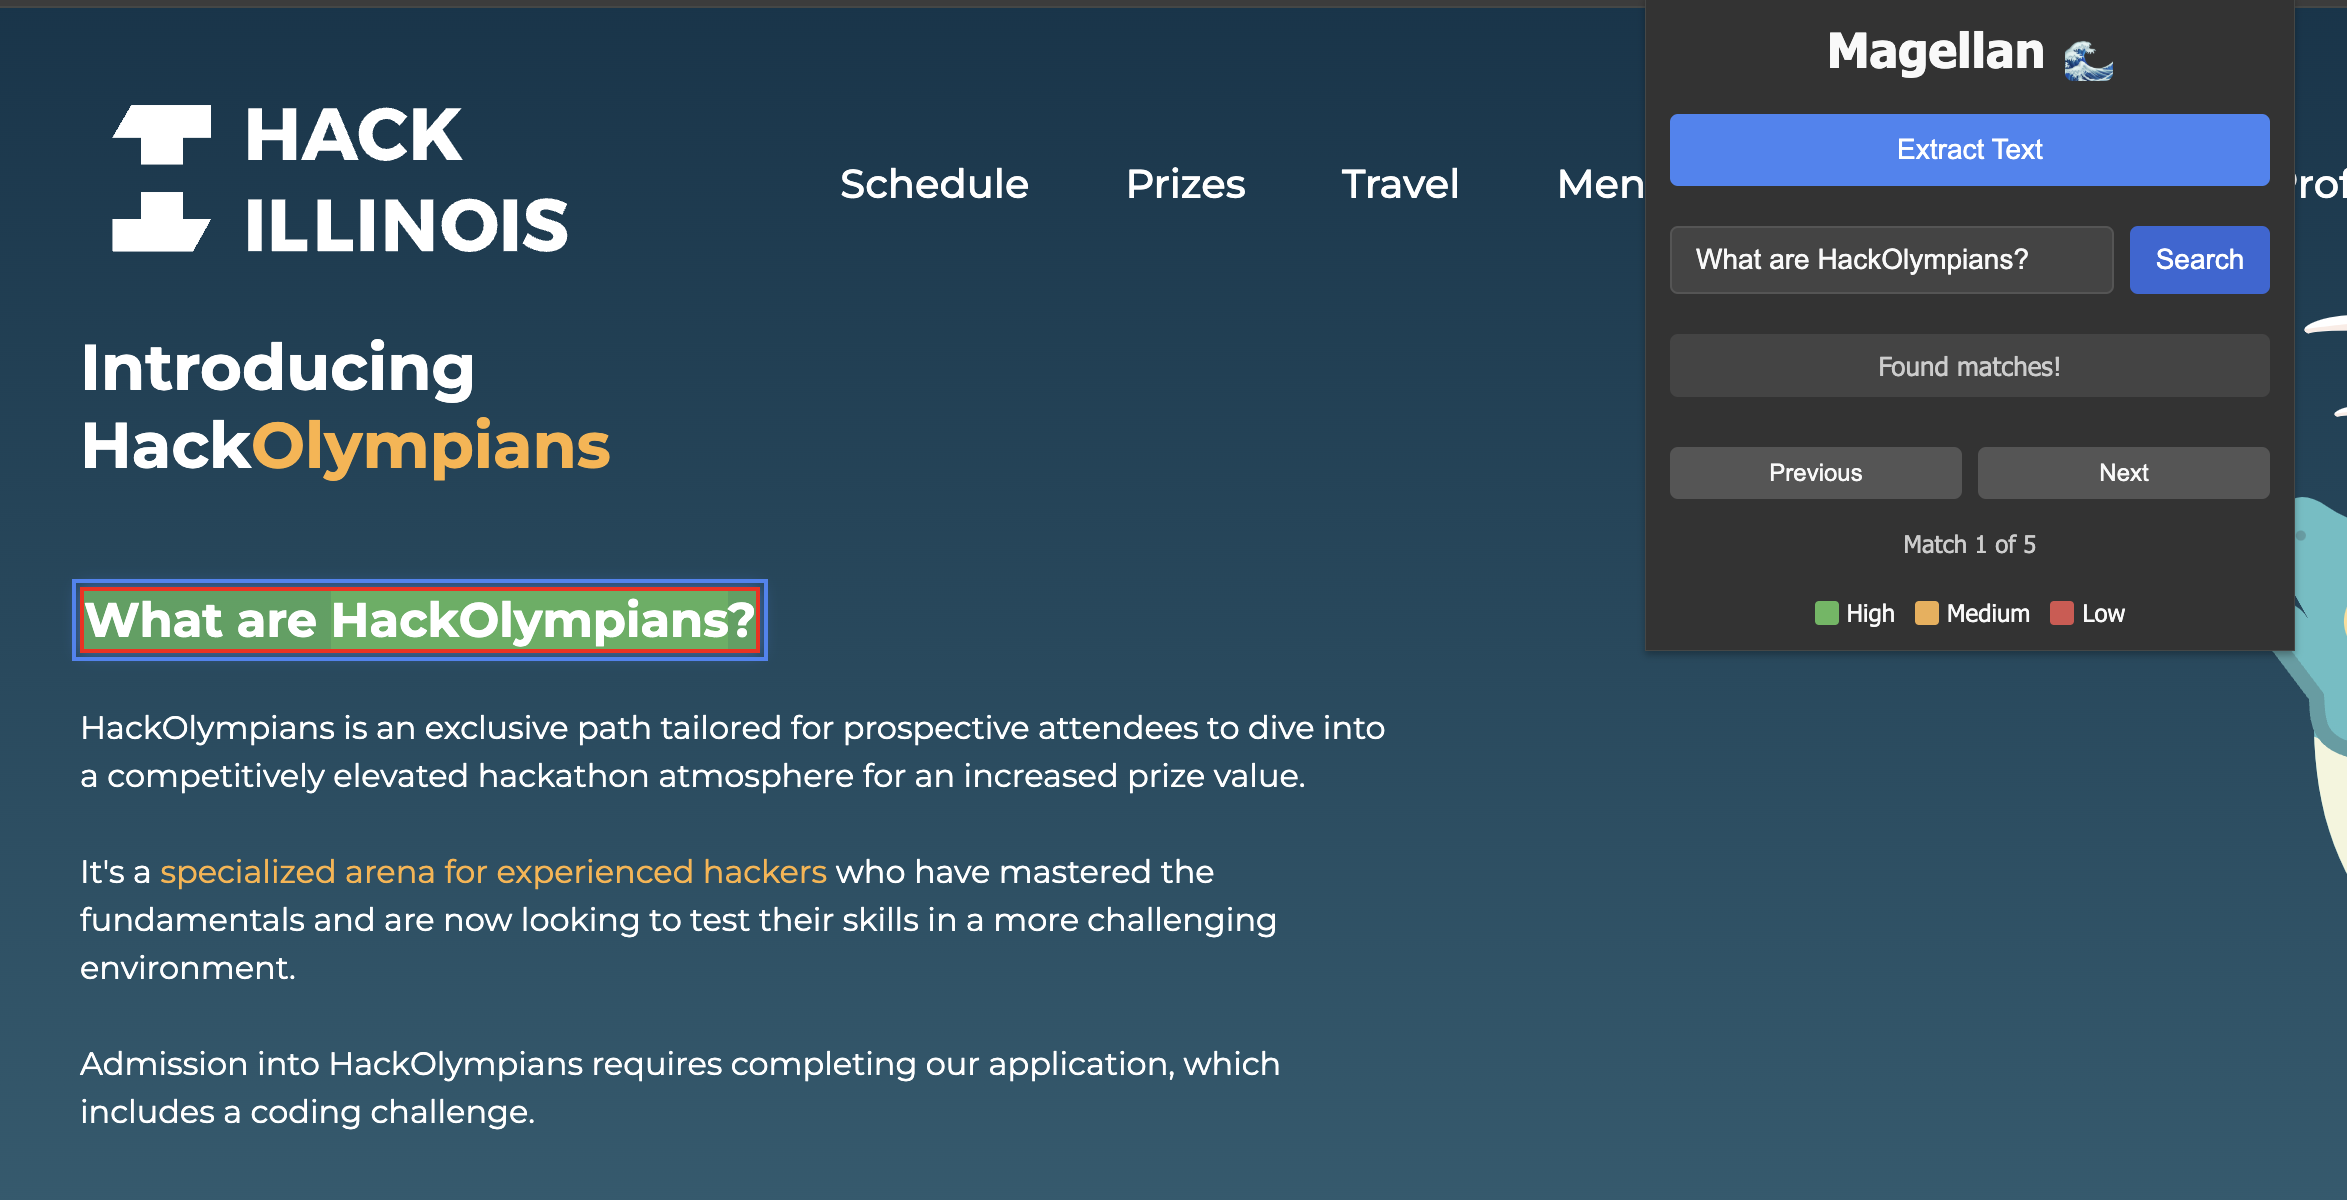 HACK
ILLINOIS
Schedule Prizes Travel
Introducing
HackOlympians
What are HackOlympians?
HackOlympians is an exclusive path tailored for prospective attendees to dive into
a competitively elevated hackathon atmosphere for an increased prize value.
It's a specialized arena for experienced hackers who have mastered the
fundamentals and are now looking to test their skills in a more challenging
environment.
Admission into HackOlympians requires completing our application, which
includes a coding challenge.
Magellan 🌊
Extract Text
What are HackOlympians? Search
Found matches!
Previous Next
Match 1 of 5
High Medium Low